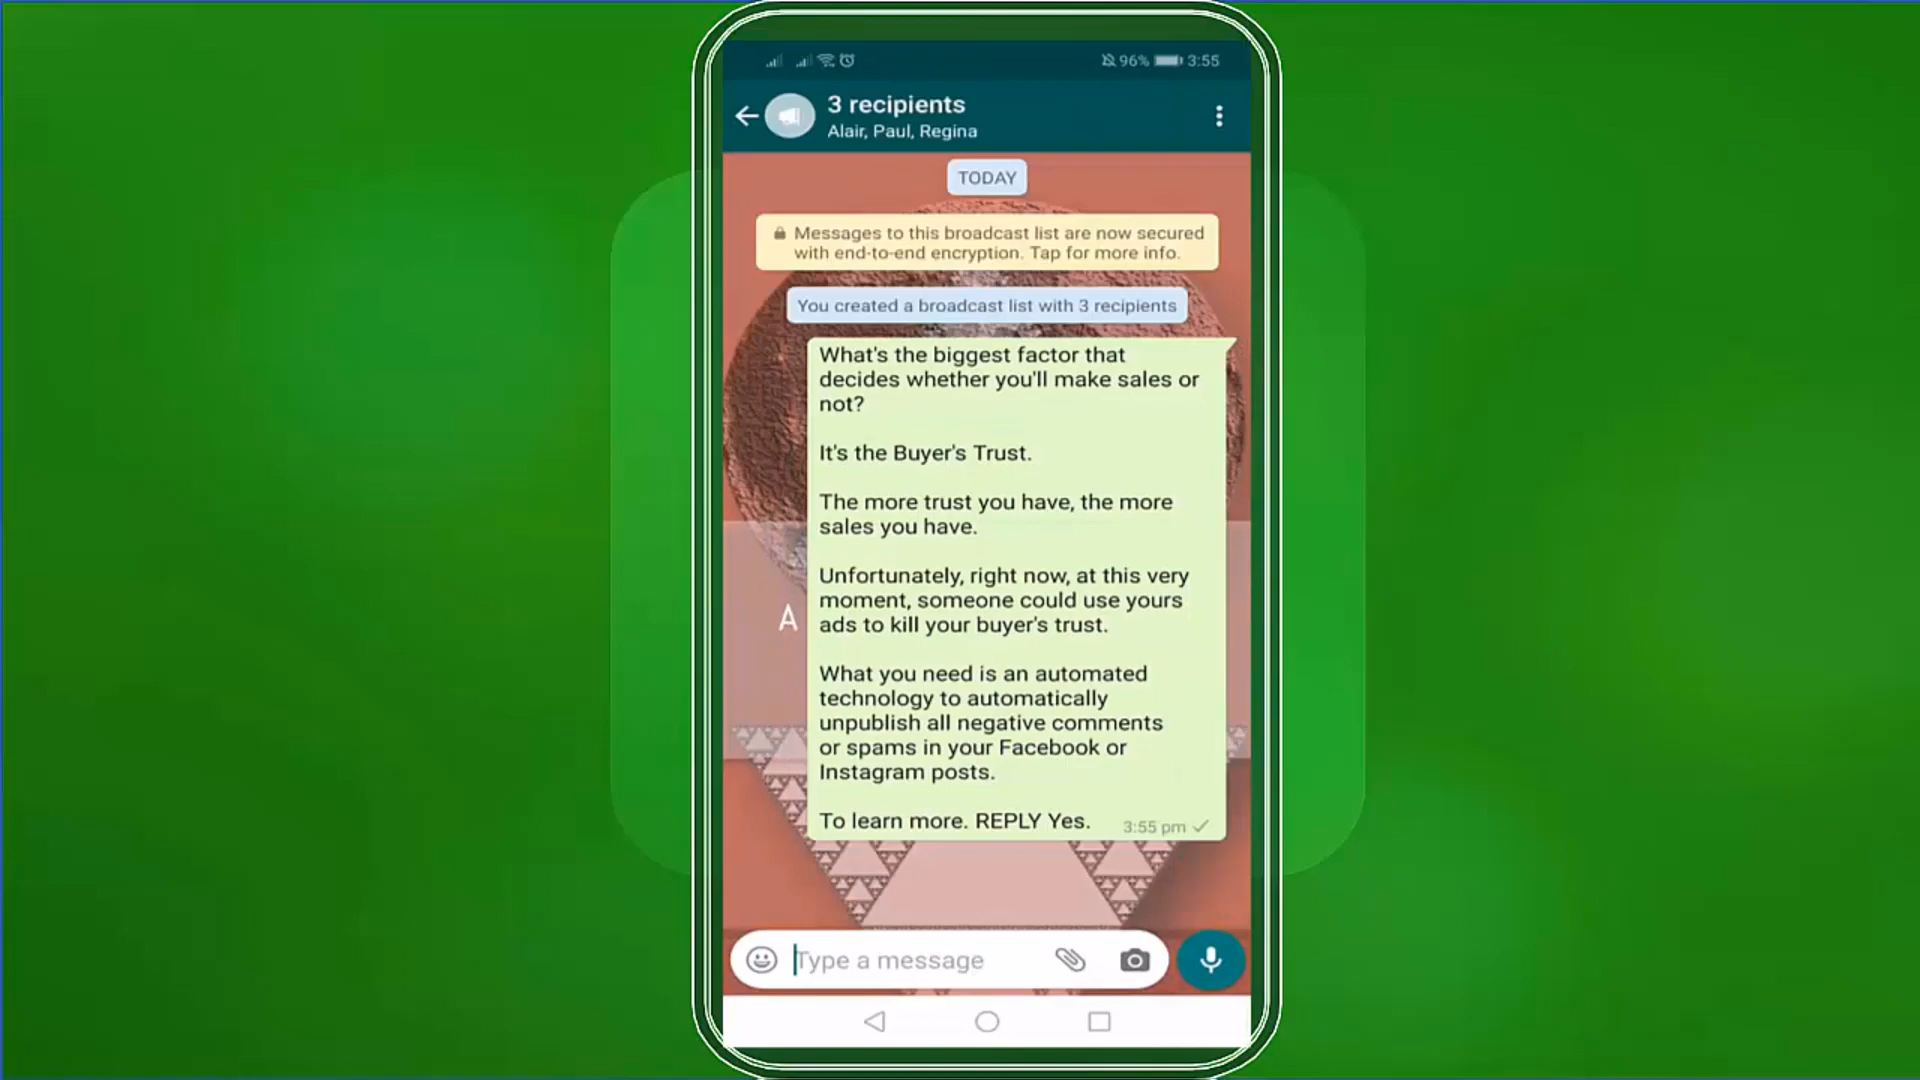 96% 3:55
3 recipients
Alair, Paul, Regina
TODAY
Messages to this broadcast list are now secured
with end-to-end encryption. Tap for more info.
You created a broadcast list with 3 recipients
What's the biggest factor that
decides whether you'll make sales or
not?
It's the Buyer's Trust.
The more trust you have, the more
sales you have.
Unfortunately, right now, at this very
moment, someone could use yours
ads to kill your buyer's trust.
What you need is an automated
technology to automatically
unpublish all negative comments
or spams in your Facebook or
Instagram posts.
To learn more. REPLY Yes.
3:55 pm
A
Type a message